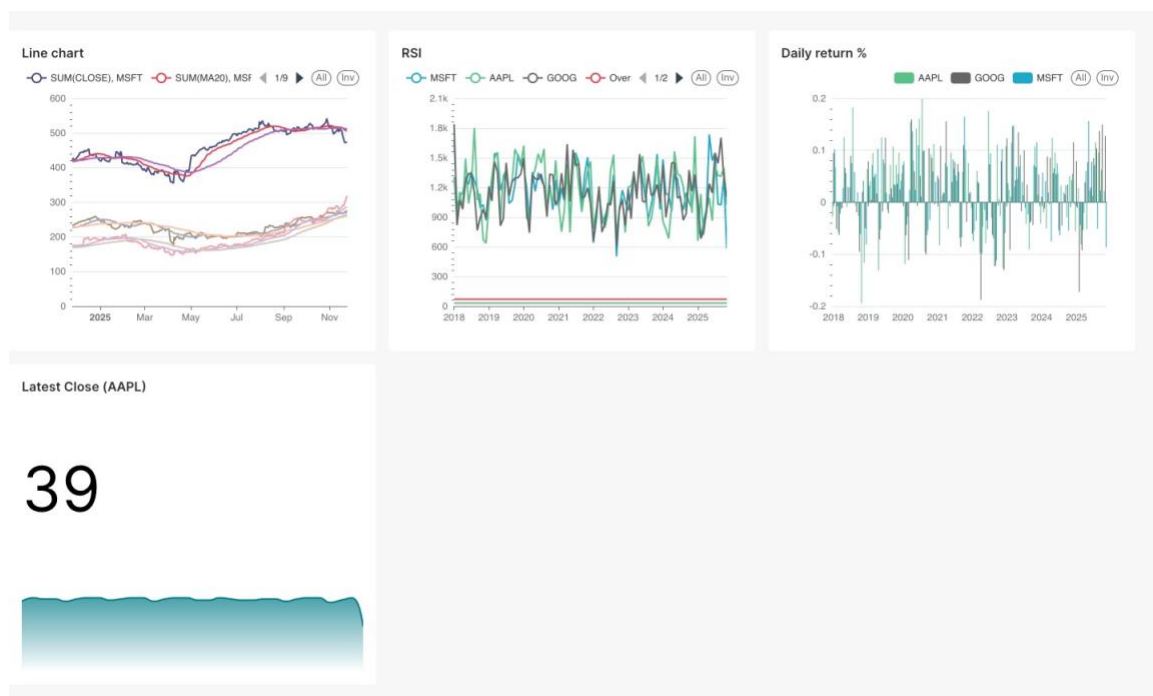 Line chart
SUM(CLOSE), MSFT SUM(MA20), MSF 1/9 All Inv
600
500
400
300
200
100
0
2025 Mar May Jul Sep Nov
RSI
MSFT AAPL GOOG Over 1/2 All Inv
2.1k
1.8k
1.5k
1.2k
900
600
300
0
2018 2019 2020 2021 2022 2023 2024 2025
Daily return %
AAPL GOOG MSFT All Inv
0.2
0.1
0
-0.1
-0.2
2018 2019 2020 2021 2022 2023 2024 2025
Latest Close (AAPL)
39